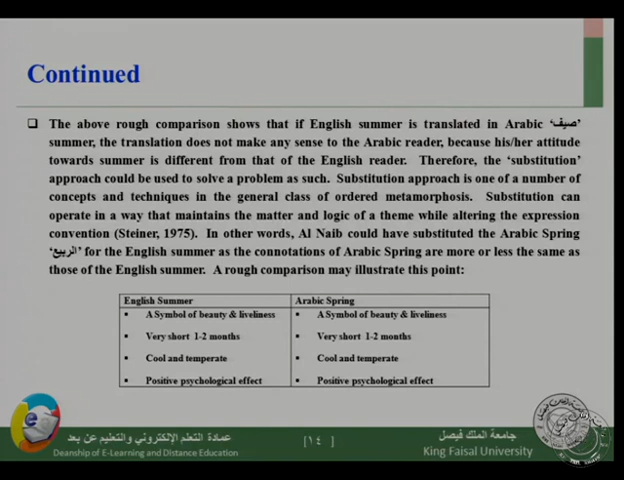 Continued
❑ The above rough comparison shows that if English summer is translated in Arabic ‘صيف’
summer, the translation does not make any sense to the Arabic reader, because his/her attitude
towards summer is different from that of the English reader. Therefore, the ‘substitution’
approach could be used to solve a problem as such. Substitution approach is one of a number of
concepts and techniques in the general class of ordered metamorphosis. Substitution can
operate in a way that maintains the matter and logic of a theme while altering the expression
convention (Steiner, 1975). In other words, Al Naib could have substituted the Arabic Spring
‘الربيع’ for the English summer as the connotations of Arabic Spring are more or less the same as
those of the English summer. A rough comparison may illustrate this point:
English Summer Arabic Spring
▪ A Symbol of beauty & liveliness ▪ A Symbol of beauty & liveliness
▪ Very short 1-2 months ▪ Very short 1-2 months
▪ Cool and temperate ▪ Cool and temperate
▪ Positive psychological effect ▪ Positive psychological effect
عمادة التعلم الإلكتروني والتعليم عن بعد
Deanship of E-Learning and Distance Education
[١٤]
جامعة الملك فيصل
King Faisal University